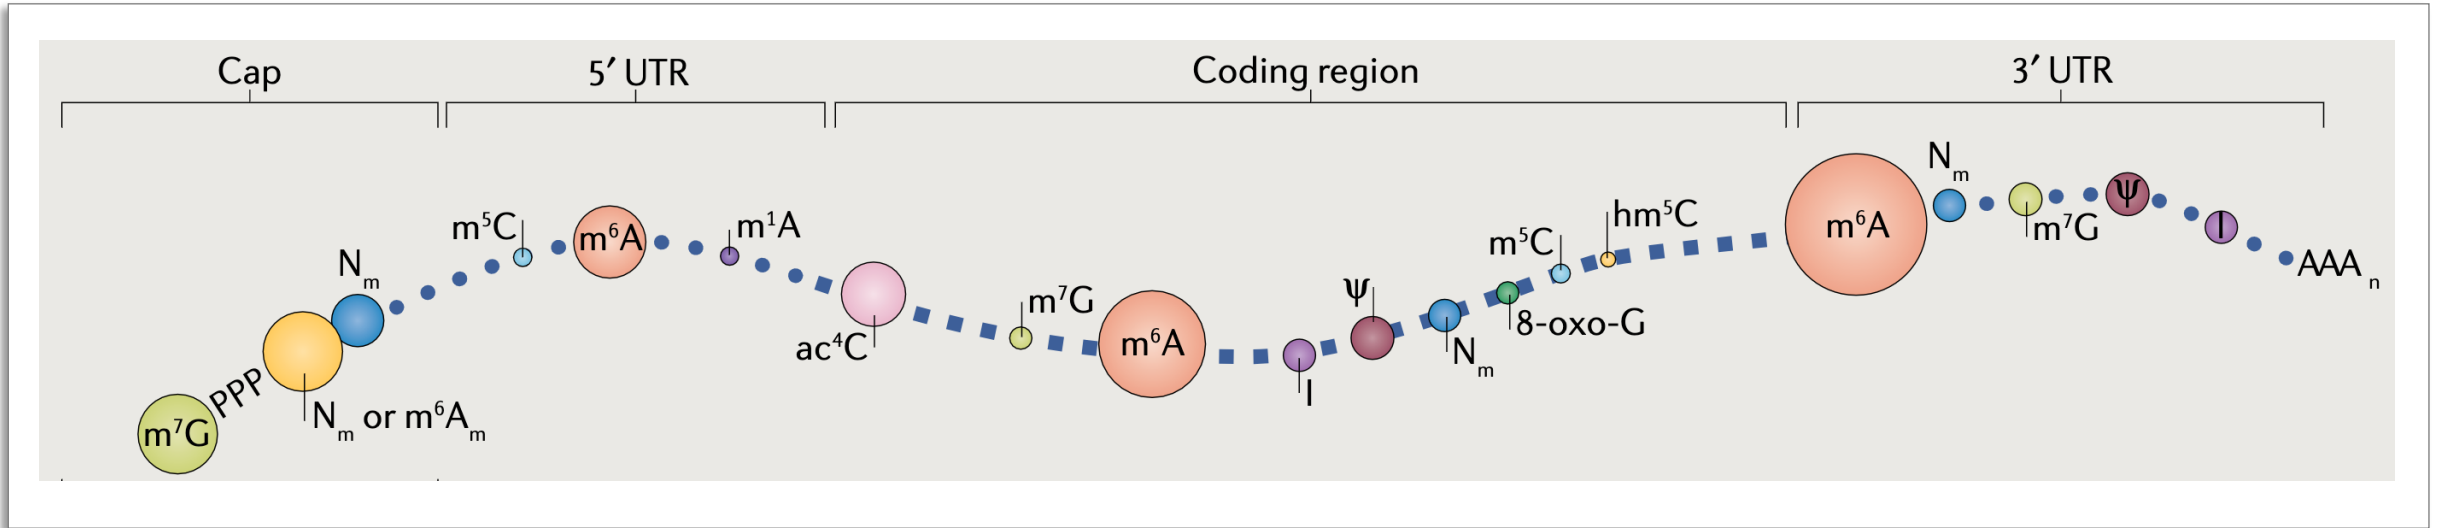 Cap
5′ UTR
Coding region
3′ UTR
m⁷G
PPP
Nₘ or m⁶Aₘ
Nₘ
m⁵C
m⁶A
m¹A
ac⁴C
m⁷G
m⁶A
I
ψ
Nₘ
8-oxo-G
m⁵C
hm⁵C
m⁶A
Nₘ
m⁷G
ψ
I
AAAₙ